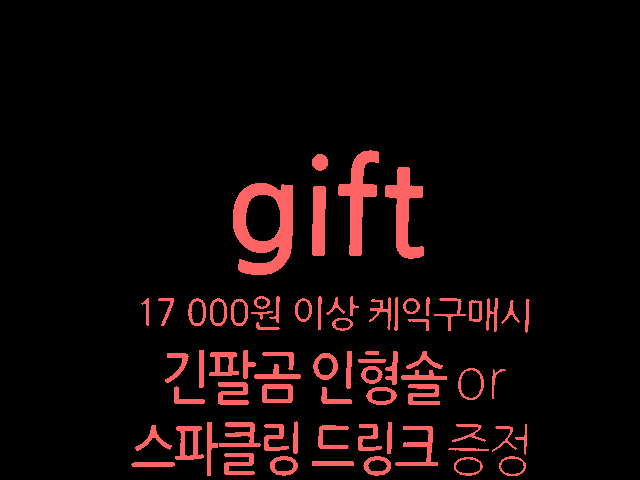 gift
17 000원 이상 케익구매시
긴팔곰 인형숄 or
스파클링 드링크 증정